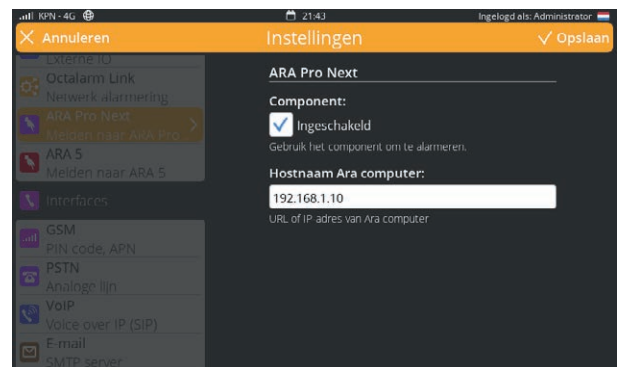 KPN - 4G
21:43
Ingelogd als: Administrator
Annuleren
Instellingen
Opslaan
Externe IO
Octalarm Link
Netwerk alarmering
ARA Pro Next
Melden naar ARA Pro
ARA 5
Melden naar ARA 5
Interfaces
GSM
PIN code, APN
PSTN
Analoge lijn
VoIP
Voice over IP (SIP)
E-mail
SMTP server
ARA Pro Next
Component:
Ingeschakeld
Gebruik het component om te alarmeren.
Hostnaam Ara computer:
192.168.1.10
URL of IP adres van Ara computer